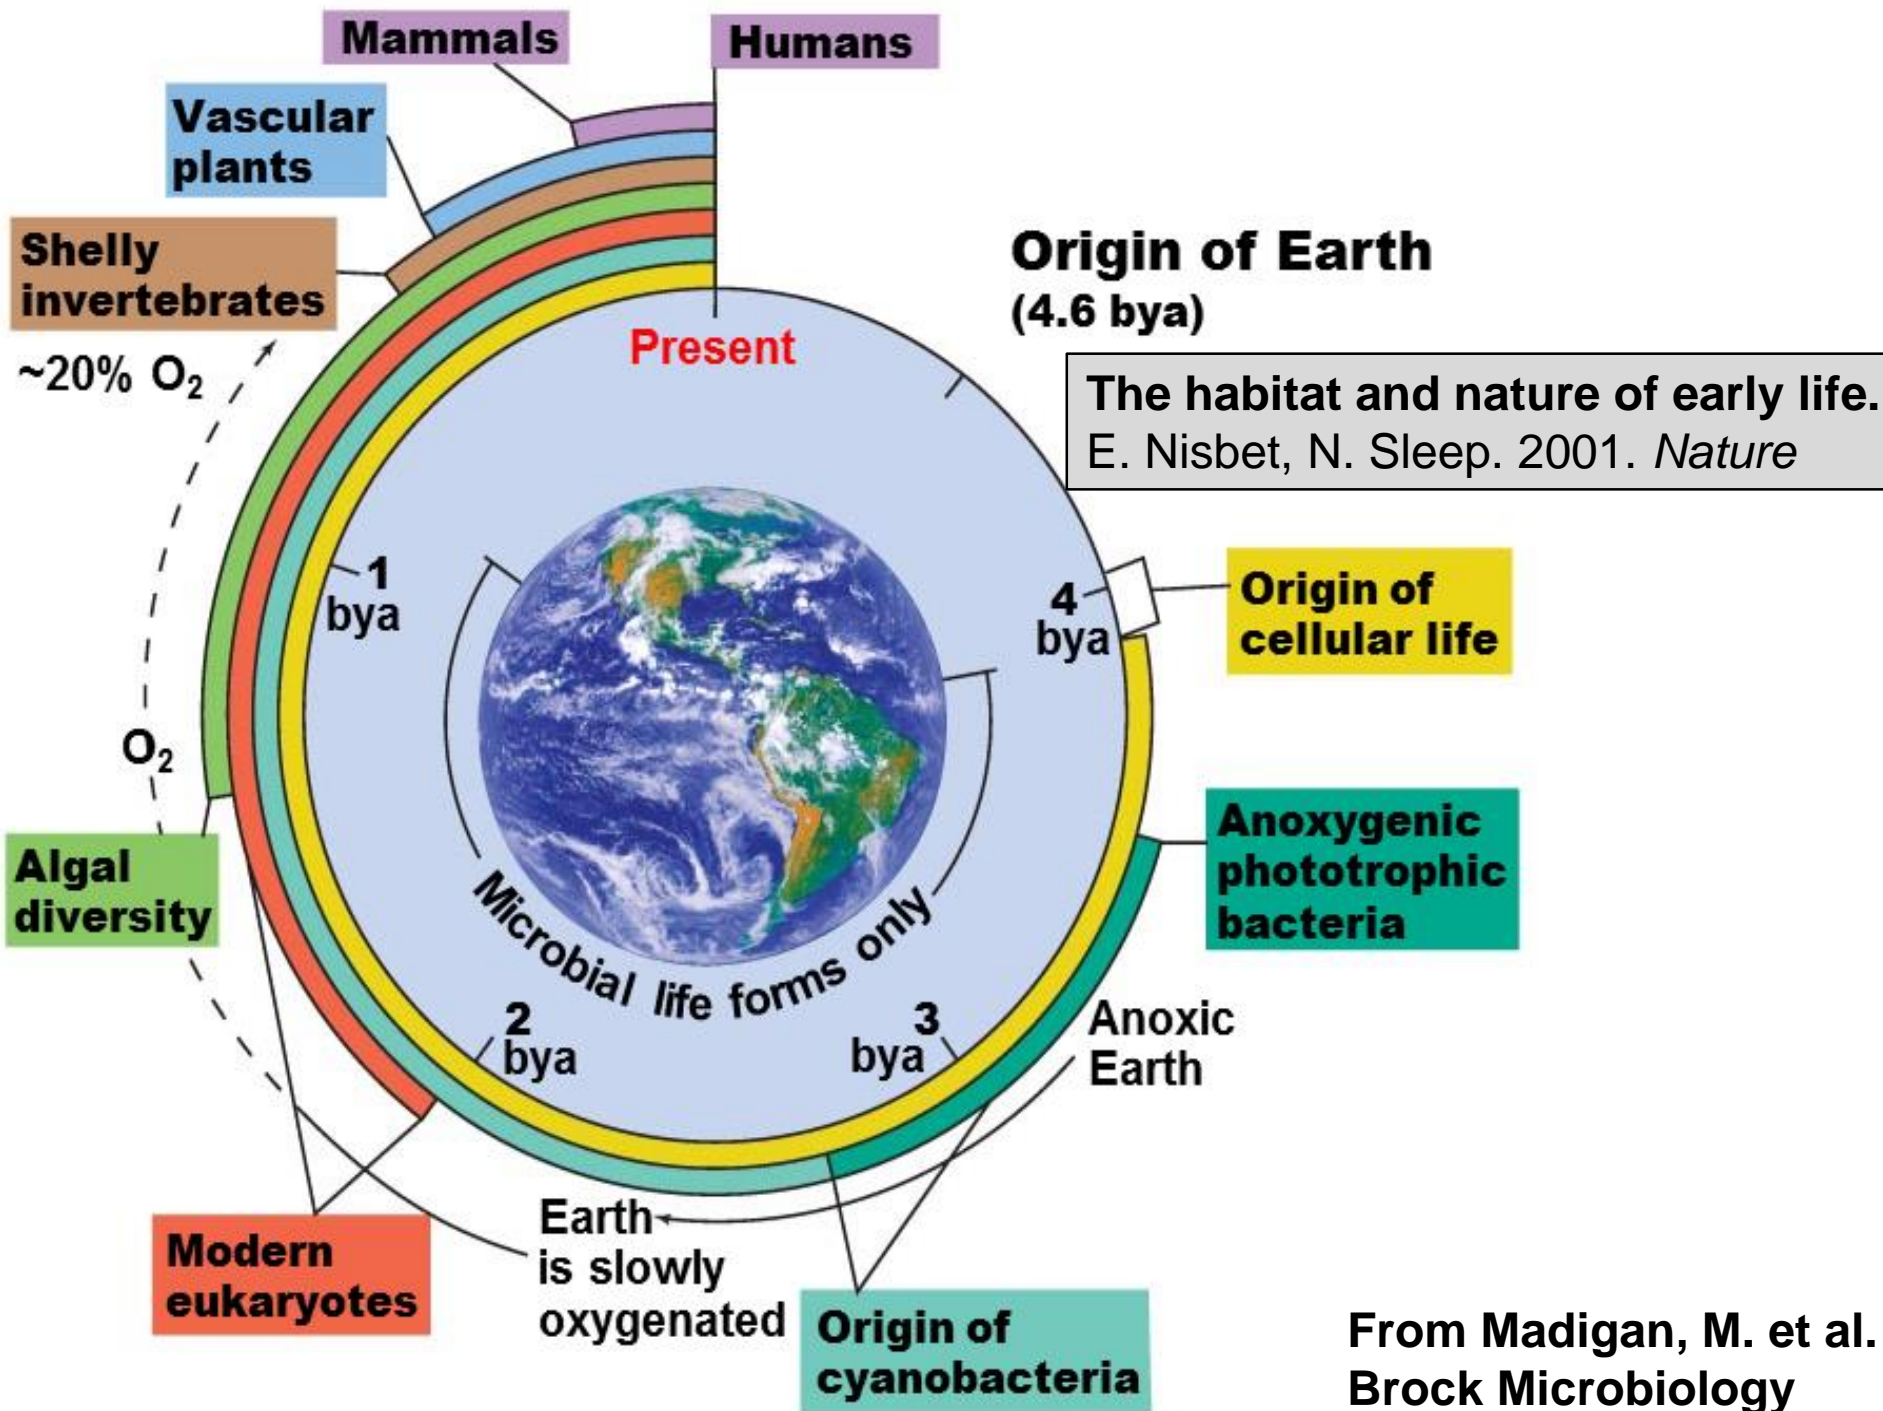 Mammals
Humans
Vascular
plants
Shelly
invertebrates
~20% O₂
Origin of Earth
(4.6 bya)
Present
The habitat and nature of early life.
E. Nisbet, N. Sleep. 2001. Nature
1
bya
4
bya
Origin of
cellular life
O₂
Anoxygenic
phototrophic
bacteria
Algal
diversity
Microbial life forms only
2
bya
3
bya
Anoxic
Earth
Earth
is slowly
oxygenated
Modern
eukaryotes
Origin of
cyanobacteria
From Madigan, M. et al.
Brock Microbiology